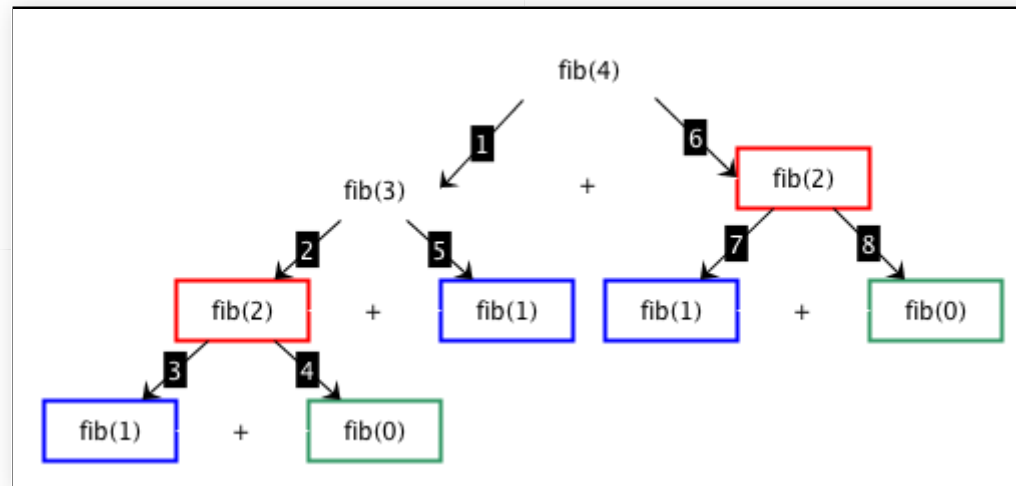 fib(4)
1 6
fib(3) + fib(2)
2 5 7 8
fib(2) + fib(1) fib(1) + fib(0)
3 4
fib(1) + fib(0)